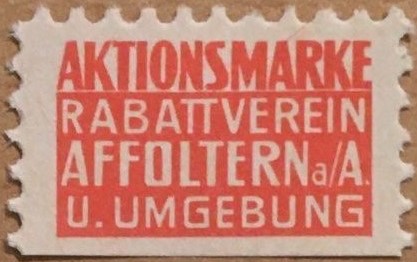 AKTIONSMARKE
RABATTVEREIN
AFFOLTERN a/A.
U. UMGEBUNG